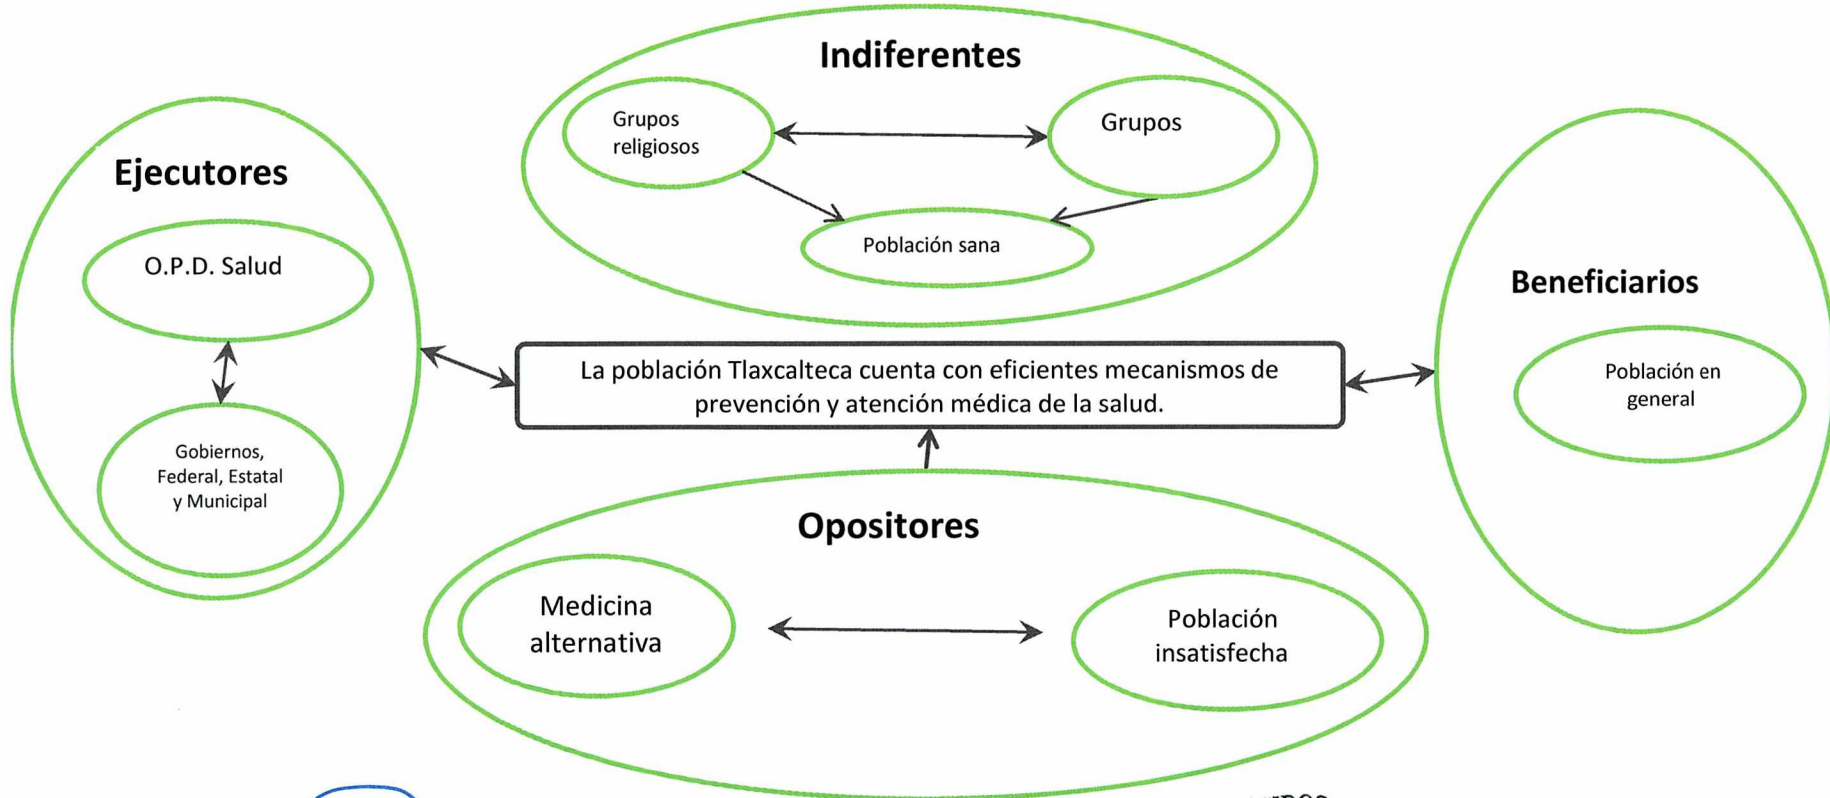 Indiferentes
Grupos
religiosos
Grupos
Población sana
Ejecutores
O.P.D. Salud
Gobiernos,
Federal, Estatal
y Municipal
La población Tlaxcalteca cuenta con eficientes mecanismos de
prevención y atención médica de la salud.
Beneficiarios
Población en
general
Opositores
Medicina
alternativa
Población
insatisfecha